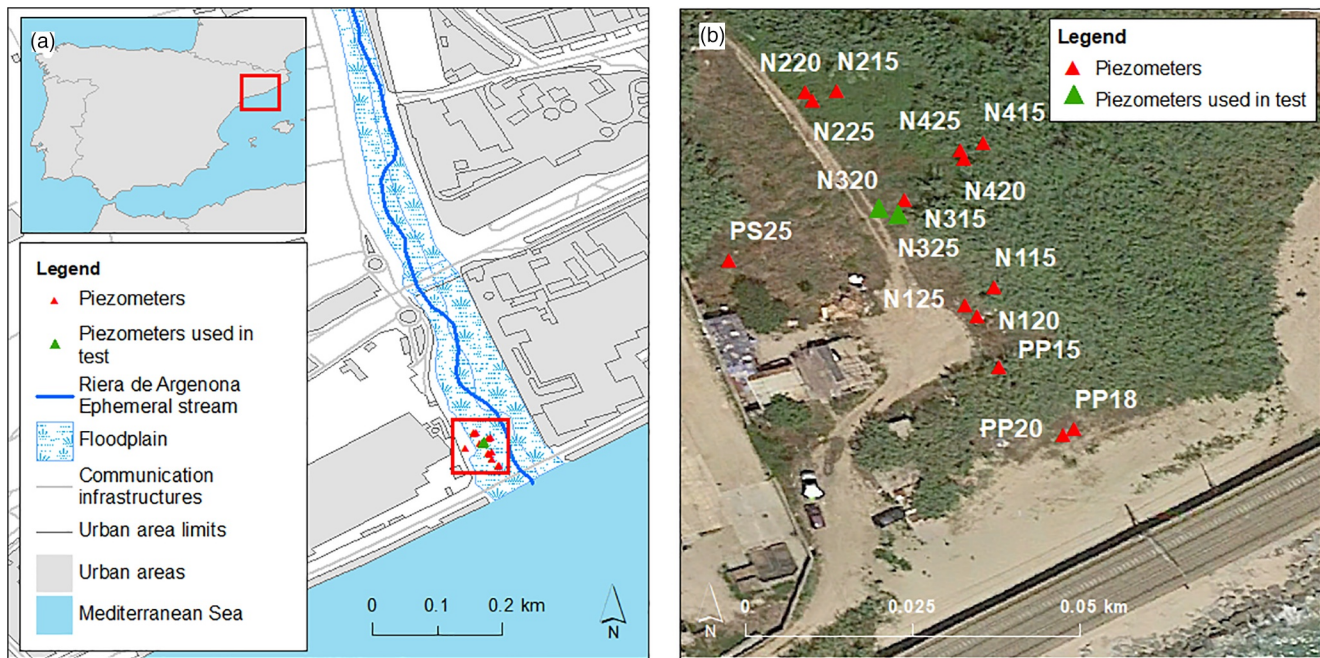 (a)
Legend
Piezometers
Piezometers used in
test
Riera de Argenona
Ephemeral stream
Floodplain
Communication
infrastructures
Urban area limits
Urban areas
Mediterranean Sea
0 0.1 0.2 km
N
(b)
Legend
Piezometers
Piezometers used in test
N220 N215
N225
N425 N415
N420
N320
N315
N325
PS25
N115
N125
N120
PP15
PP18
PP20
0 0.025 0.05 km
N